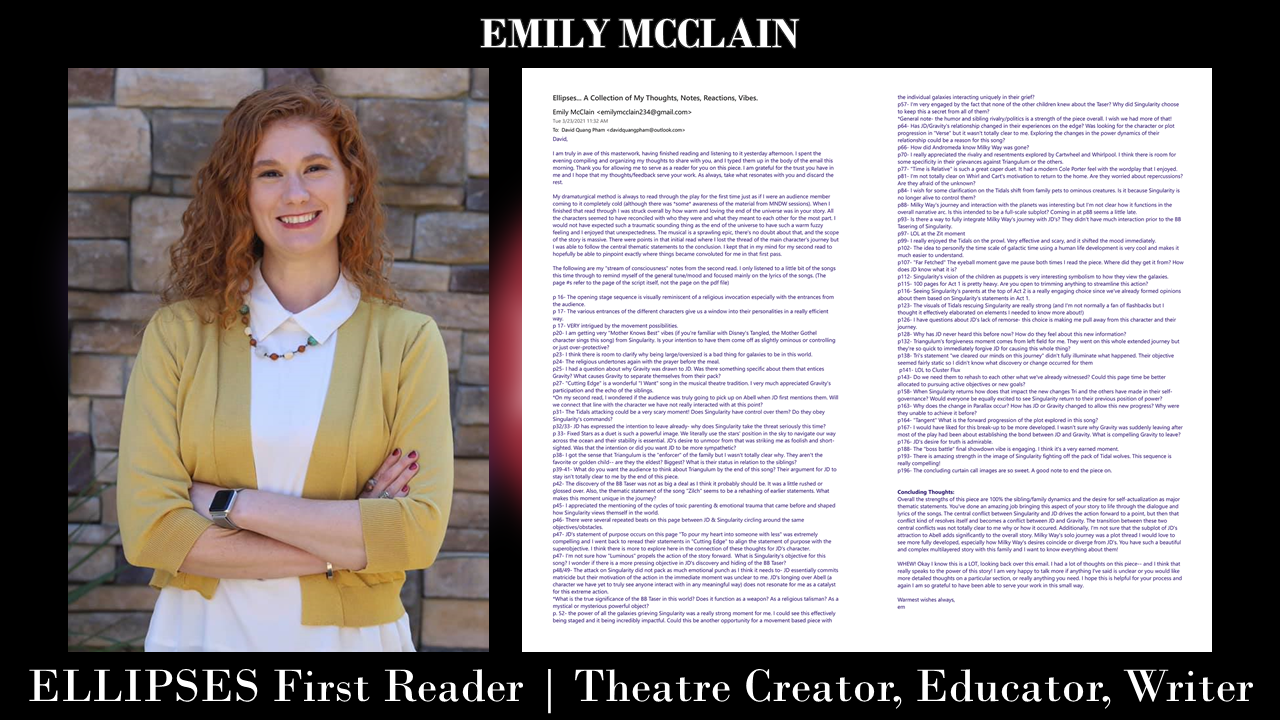 EMILY MCCLAIN
Ellipses... A Collection of My Thoughts, Notes, Reactions, Vibes.
Emily McClain <emilymcclain234@gmail.com>
Tue 3/23/2021 11:32 AM
To: David Quang Pham <davidquangpham@outlook.com>
David,
I am truly in awe of this masterwork, having finished reading and listening to it yesterday afternoon. I spent the
evening compiling and organizing my thoughts to share with you, and I typed them up in the body of the email this
morning. Thank you for allowing me to serve as a reader for you on this piece. I am grateful for the trust you have in
me and I hope that my thoughts/feedback serve your work. As always, take what resonates with you and discard the
rest.
My dramaturgical method is always to read through the play for the first time just as if I were an audience member
coming to it completely cold (although there was *some* awareness of the material from MNDW sessions). When I
finished that read through I was struck overall by how warm and loving the end of the universe was in your story. All
the characters seemed to have reconciled with who they were and what they meant to each other for the most part. I
would not have expected such a traumatic sounding thing as the end of the universe to have such a warm fuzzy
feeling and I enjoyed that unexpectedness. The musical is a sprawling epic, there's no doubt about that, and the scope
of the story is massive. There were points in that initial read where I lost the thread of the main character's journey but
I was able to follow the central thematic statements to the conclusion. I kept that in my mind for my second read to
hopefully be able to pinpoint exactly where things became convoluted for me in that first pass.
The following are my "stream of consciousness" notes from the second read. I only listened to a little bit of the songs
this time through to remind myself of the general tune/mood and focused mainly on the lyrics of the songs. (The
page #s refer to the page of the script itself, not the page on the pdf file)
p 16- The opening stage sequence is visually reminiscent of a religious invocation especially with the entrances from
the audience.
p 17- The various entrances of the different characters give us a window into their personalities in a really efficient
way.
p 17- VERY intrigued by the movement possibilities.
p20- I am getting very "Mother Knows Best" vibes (if you're familiar with Disney's Tangled, the Mother Gothel
character sings this song) from Singularity. Is your intention to have them come off as slightly ominous or controlling
or just over-protective?
p23- I think there is room to clarify why being large/oversized is a bad thing for galaxies to be in this world.
p24- The religious undertones again with the prayer before the meal.
p25- I had a question about why Gravity was drawn to JD. Was there something specific about them that entices
Gravity? What causes Gravity to separate themselves from their pack?
p27- "Cutting Edge" is a wonderful "I Want" song in the musical theatre tradition. I very much appreciated Gravity's
participation and the echo of the siblings.
*On my second read, I wondered if the audience was truly going to pick up on Abell when JD first mentions them. Will
we connect that line with the character we have not really interacted with at this point?
p31- The Tidals attacking could be a very scary moment! Does Singularity have control over them? Do they obey
Singularity's commands?
p32/33- JD has expressed the intention to leave already- why does Singularity take the threat seriously this time?
p 33- Fixed Stars as a duet is such a powerful image. We literally use the stars' position in the sky to navigate our way
across the ocean and their stability is essential. JD's desire to unmoor from that was striking me as foolish and short-
sighted. Was that the intention or did you want JD to be more sympathetic?
p38- I got the sense that Triangulum is the "enforcer" of the family but I wasn't totally clear why. They aren't the
favorite or golden child-- are they the eldest? Biggest? What is their status in relation to the siblings?
p39-41- What do you want the audience to think about Triangulum by the end of this song? Their argument for JD to
stay isn't totally clear to me by the end of this piece.
p42- The discovery of the BB Taser was not as big a deal as I think it probably should be. It was a little rushed or
glossed over. Also, the thematic statement of the song "Zilch" seems to be a rehashing of earlier statements. What
makes this moment unique in the journey?
p45- I appreciated the mentioning of the cycles of toxic parenting & emotional trauma that came before and shaped
how Singularity views themself in the world.
p46- There were several repeated beats on this page between JD & Singularity circling around the same
objectives/obstacles.
p47- JD's statement of purpose occurs on this page "To pour my heart into someone with less" was extremely
compelling and I went back to reread their statements in "Cutting Edge" to align the statement of purpose with the
superobjective. I think there is more to explore here in the connection of these thoughts for JD's character.
p47- I'm not sure how "Luminous" propels the action of the story forward. What is Singularity's objective for this
song? I wonder if there is a more pressing objective in JD's discovery and hiding of the BB Taser?
p48/49- The attack on Singularity did not pack as much emotional punch as I think it needs to- JD essentially commits
matricide but their motivation of the action in the immediate moment was unclear to me. JD's longing over Abell (a
character we have yet to truly see anyone interact with in any meaningful way) does not resonate for me as a catalyst
for this extreme action.
*What is the true significance of the BB Taser in this world? Does it function as a weapon? As a religious talisman? As a
mystical or mysterious powerful object?
p. 52- the power of all the galaxies grieving Singularity was a really strong moment for me. I could see this effectively
being staged and it being incredibly impactful. Could this be another opportunity for a movement based piece with
the individual galaxies interacting uniquely in their grief?
p57- I'm very engaged by the fact that none of the other children knew about the Taser? Why did Singularity choose
to keep this a secret from all of them?
*General note- the humor and sibling rivalry/politics is a strength of the piece overall. I wish we had more of that!
p64- Has JD/Gravity's relationship changed in their experiences on the edge? Was looking for the character or plot
progression in "Verse" but it wasn't totally clear to me. Exploring the changes in the power dynamics of their
relationship could be a reason for this song?
p66- How did Andromeda know Milky Way was gone?
p70- I really appreciated the rivalry and resentments explored by Cartwheel and Whirlpool. I think there is room for
some specificity in their grievances against Triangulum or the others.
p77- "Time is Relative" is such a great capper of a duet. It had a modern Cole Porter feel with the wordplay that I enjoyed.
p81- I'm not totally clear on Whirl and Cart's motivation to return to the home. Are they worried about repercussions?
Are they afraid of the unknown?
p84- I wish for some clarification on the Tidals shift from family pets to ominous creatures. Is it because Singularity is
no longer alive to control them?
p88- Milky Way's journey and interaction with the planets was interesting but I'm not clear how it functions in the
overall narrative arc. Is this intended to be a full-scale subplot? Coming in at p88 seems a little late.
p93- Is there a way to fully integrate Milky Way's journey with JD's? They didn't have much interaction prior to the BB
Tasering of Singularity.
p97- LOL at the Zit moment
p99- I really enjoyed the Tidals on the prowl. Very effective and scary, and it shifted the mood immediately.
p102- The idea to personify the time scale of galactic time using a human life development is very cool and makes it
much easier to understand.
p107- "Far Fetched" The eyeball moment gave me pause both times I read the piece. Where did they get it from? How
does JD know what it is?
p112- Singularity's vision of the children as puppets is very interesting symbolism to how they view the galaxies.
p115- 100 pages for Act 1 is pretty heavy. Are you open to trimming anything to streamline this action?
p116- Seeing Singularity's parents at the top of Act 2 is a really engaging choice since we've already formed opinions
about them based on Singularity's statements in Act 1.
p123- The visuals of Tidals rescuing Singularity are really strong (and I'm not normally a fan of flashbacks but I
thought it effectively elaborated on elements I needed to know more about!)
p126- I have questions about JD's lack of remorse- this choice is making me pull away from this character and their
journey.
p128- Why has JD never heard this before now? How do they feel about this new information?
p132- Triangulum's forgiveness moment comes from left field for me. They went on this whole extended journey but
they're so quick to immediately forgive JD for causing this whole thing?
p138- Tri's statement "we cleared our minds on this journey" didn't fully illuminate what happened. Their objective
seemed fairly static so I didn't know what discovery or change occurred for them
p141- LOL to Cluster Flux
p143- Do we need them to rehash to each other what we've already witnessed? Could this page time be better
allocated to pursuing active objectives or new goals?
p158- When Singularity returns how does that impact the new changes Tri and the others have made in their self-
governance? Would everyone be equally excited to see Singularity return to their previous position of power?
p163- Why does the change in Parallax occur? How has JD or Gravity changed to allow this new progress? Why were
they unable to achieve it before?
p164- "Tangent" What is the forward progression of the plot explored in this song?
p167- I would have liked for this break-up to be more developed. I wasn't sure why Gravity was suddenly leaving after
most of the play had been about establishing the bond between JD and Gravity. What is compelling Gravity to leave?
p176- JD's desire for truth is admirable.
p188- The "boss battle" final showdown vibe is engaging. I think it's a very earned moment.
p193- There is amazing strength in the image of Singularity fighting off the pack of Tidal wolves. This sequence is
really compelling!
p196- The concluding curtain call images are so sweet. A good note to end the piece on.
Concluding Thoughts:
Overall the strengths of this piece are 100% the sibling/family dynamics and the desire for self-actualization as major
thematic statements. You've done an amazing job bringing this aspect of your story to life through the dialogue and
lyrics of the songs. The central conflict between Singularity and JD drives the action forward to a point, but then that
conflict kind of resolves itself and becomes a conflict between JD and Gravity. The transition between these two
central conflicts was not totally clear to me why or how it occured. Additionally, I'm not sure that the subplot of JD's
attraction to Abell adds significantly to the overall story. Milky Way's solo journey was a plot thread I would love to
see more fully developed, especially how Milky Way's desires coincide or diverge from JD's. You have such a beautiful
and complex multilayered story with this family and I want to know everything about them!
WHEW! Okay I know this is a LOT, looking back over this email. I had a lot of thoughts on this piece-- and I think that
really speaks to the power of this story! I am very happy to talk more if anything I've said is unclear or you would like
more detailed thoughts on a particular section, or really anything you need. I hope this is helpful for your process and
again I am so grateful to have been able to serve your work in this small way.
Warmest wishes always,
em
ELLIPSES First Reader | Theatre Creator, Educator, Writer